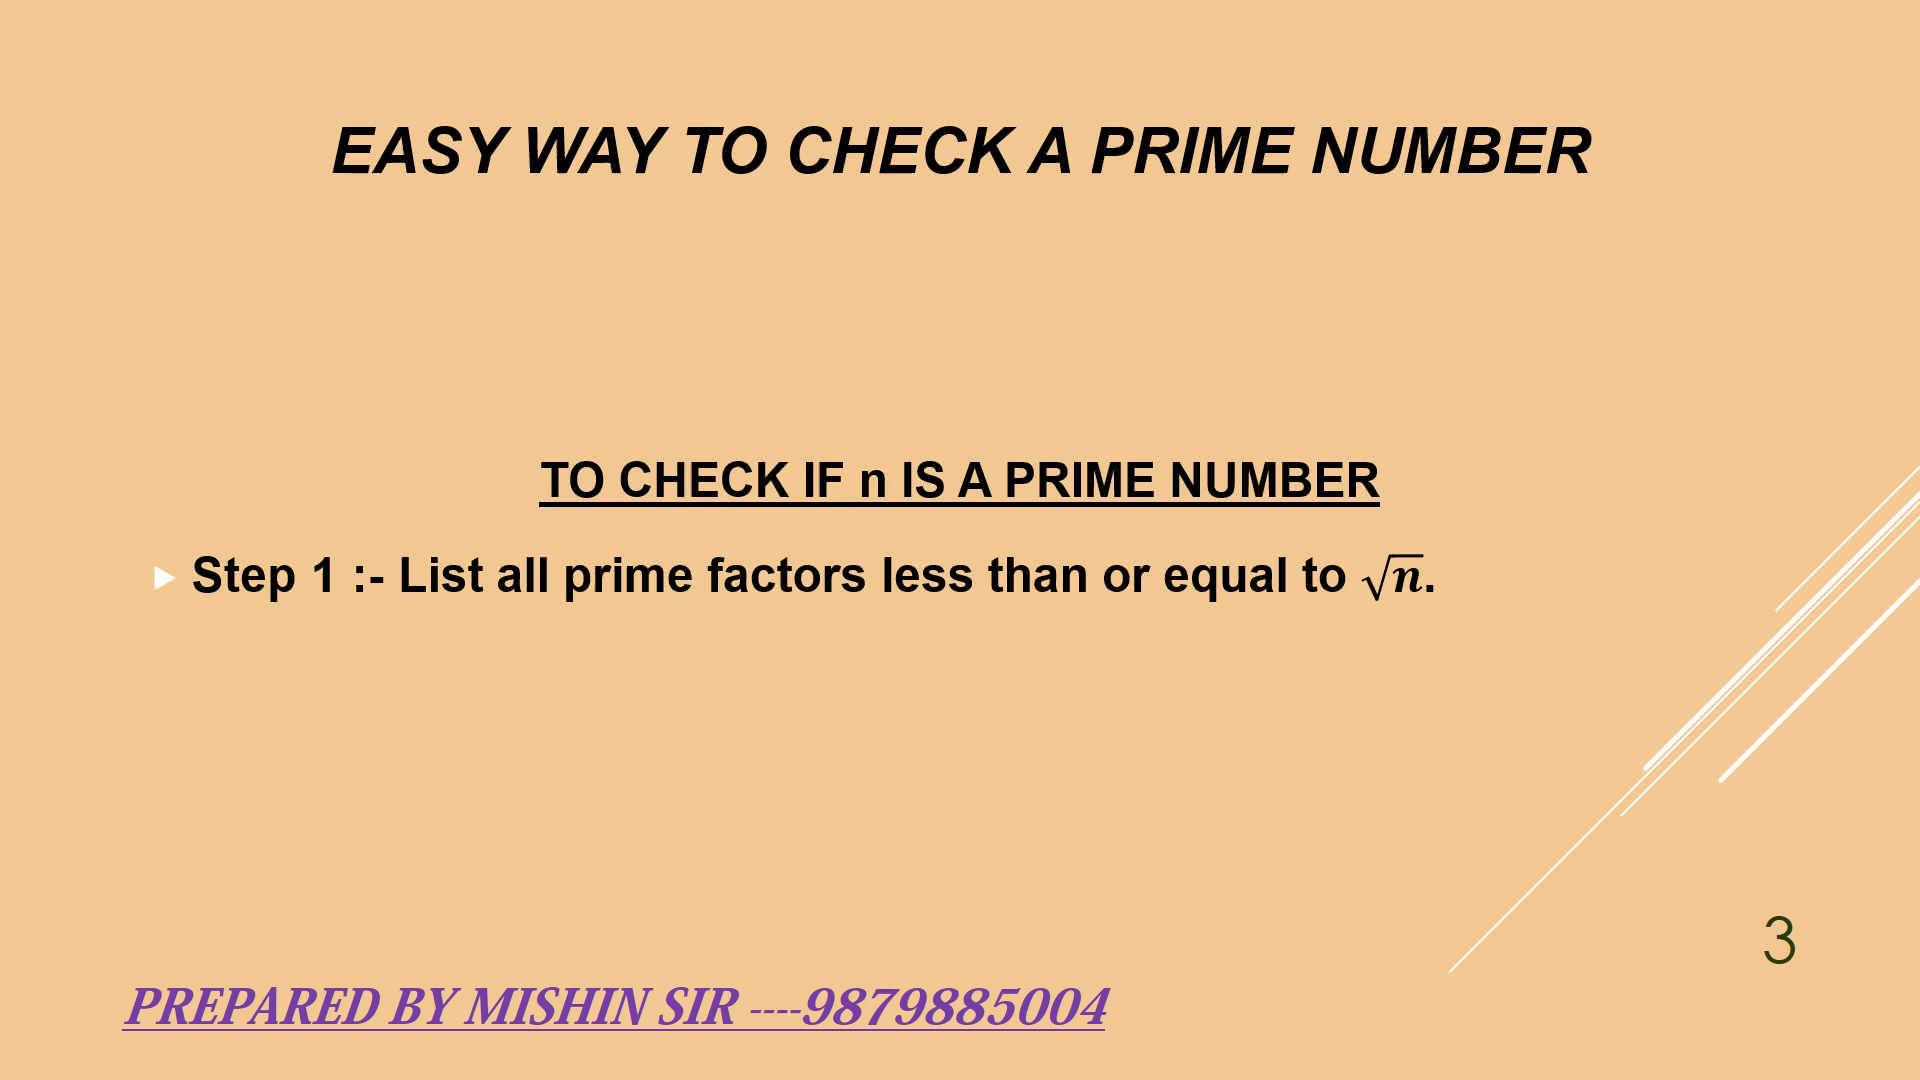 EASY WAY TO CHECK A PRIME NUMBER
TO CHECK IF n IS A PRIME NUMBER
Step 1 :- List all prime factors less than or equal to √n.
3
PREPARED BY MISHIN SIR ----9879885004